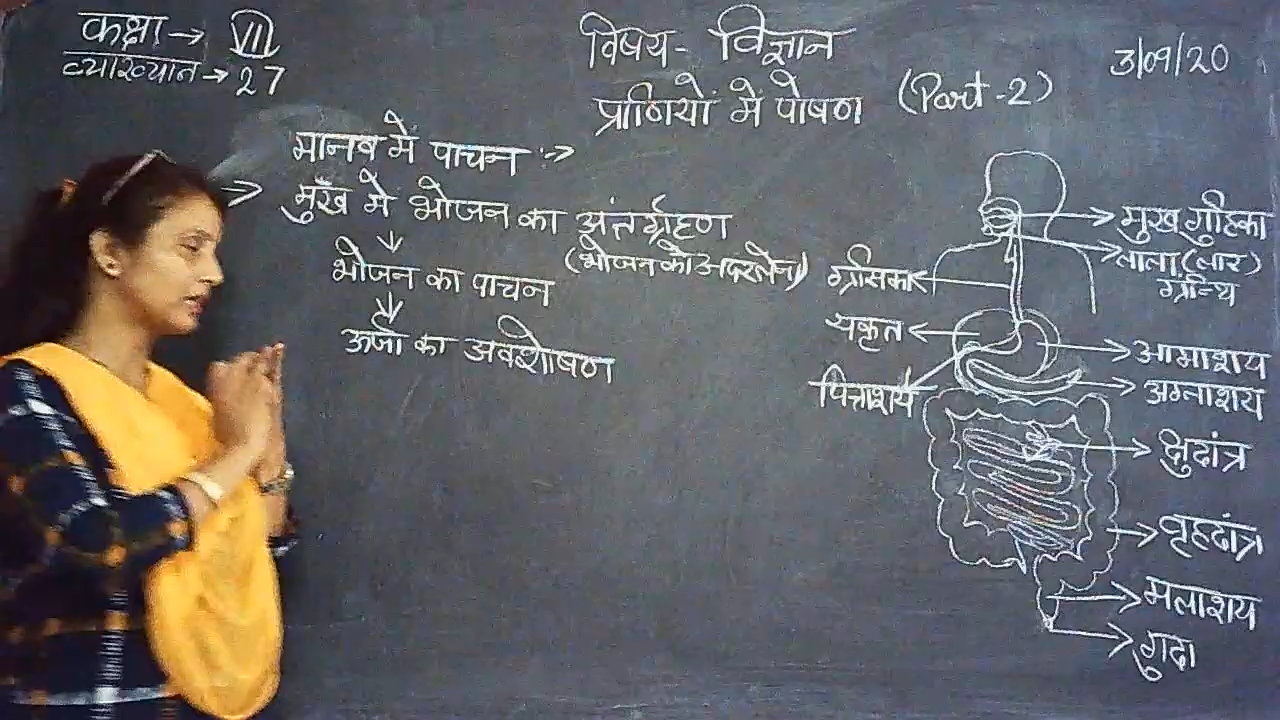 कक्षा → VII
व्याख्यान → 27
विषय - विज्ञान
प्राणियों में पोषण (Part - 2)
3/09/20
मानव में पाचन :->
→ मुँख में भोजन का अंतर्ग्रहण
(भोजन को अंदर लेना)
भोजन का पाचन
ऊर्जा का अवशोषण
मुख गुहिका
लाला (लार)
ग्रन्थि
ग्रसिका
यकृत
पित्ताशय
आमाशय
अग्नाशय
क्षुदांत्र
वृहदांत्र
मलाशय
गुदा